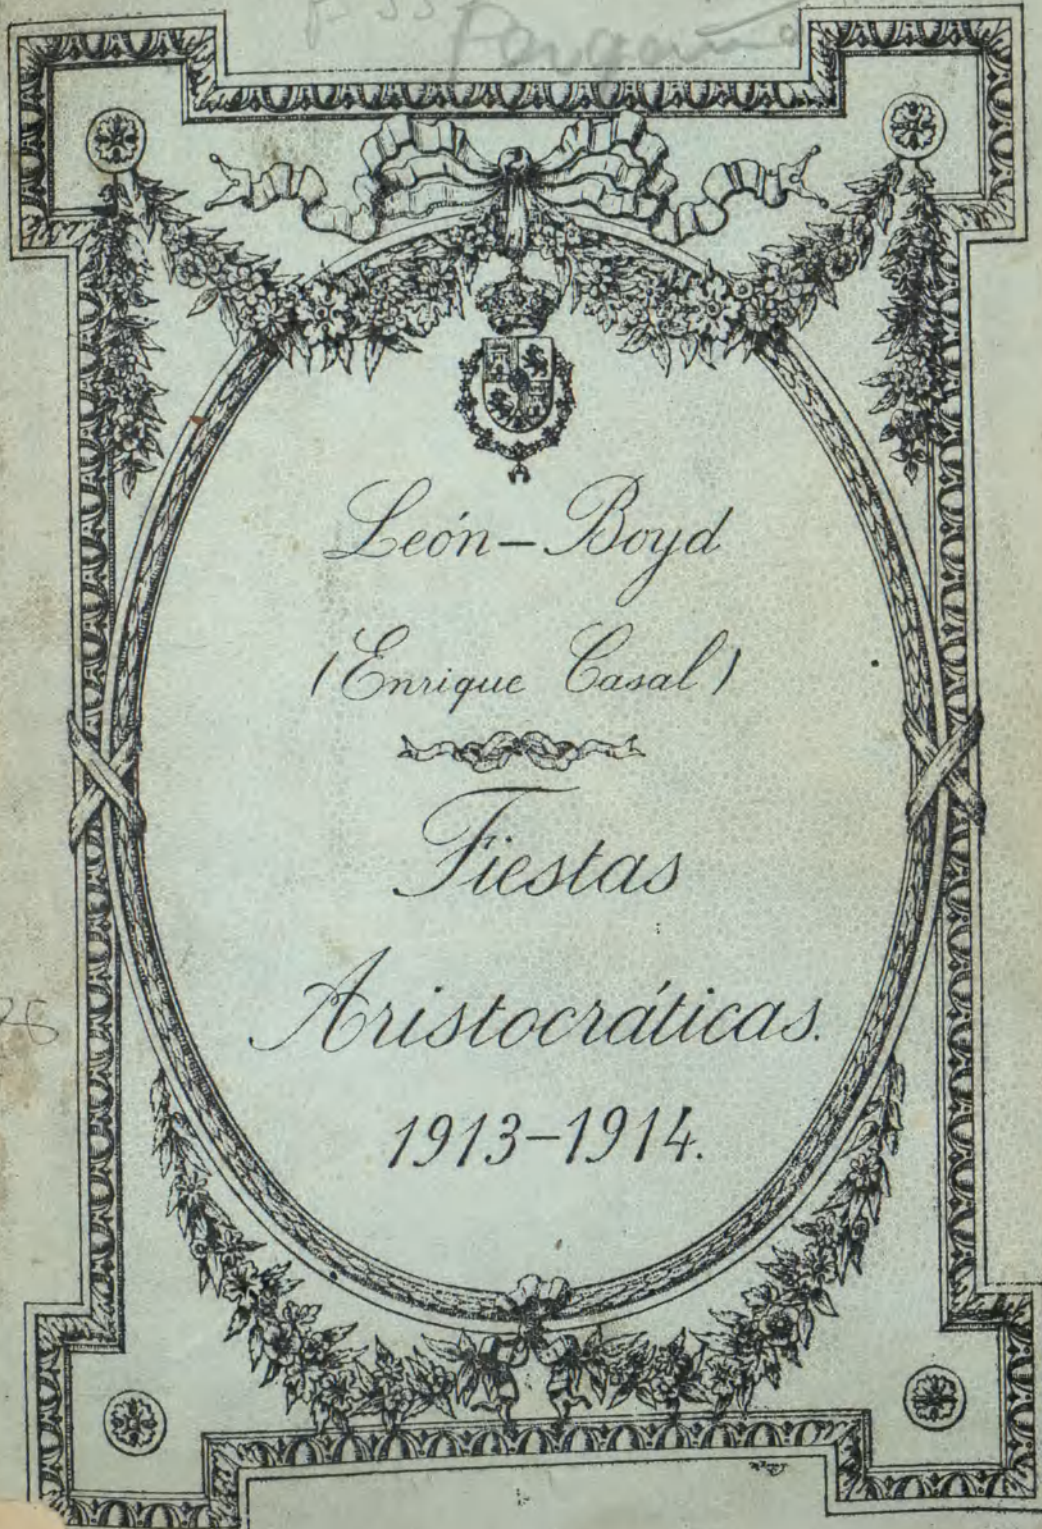 León-Boyd
(Enrique Casal)
Fiestas
Aristocráticas.
1913-1914.